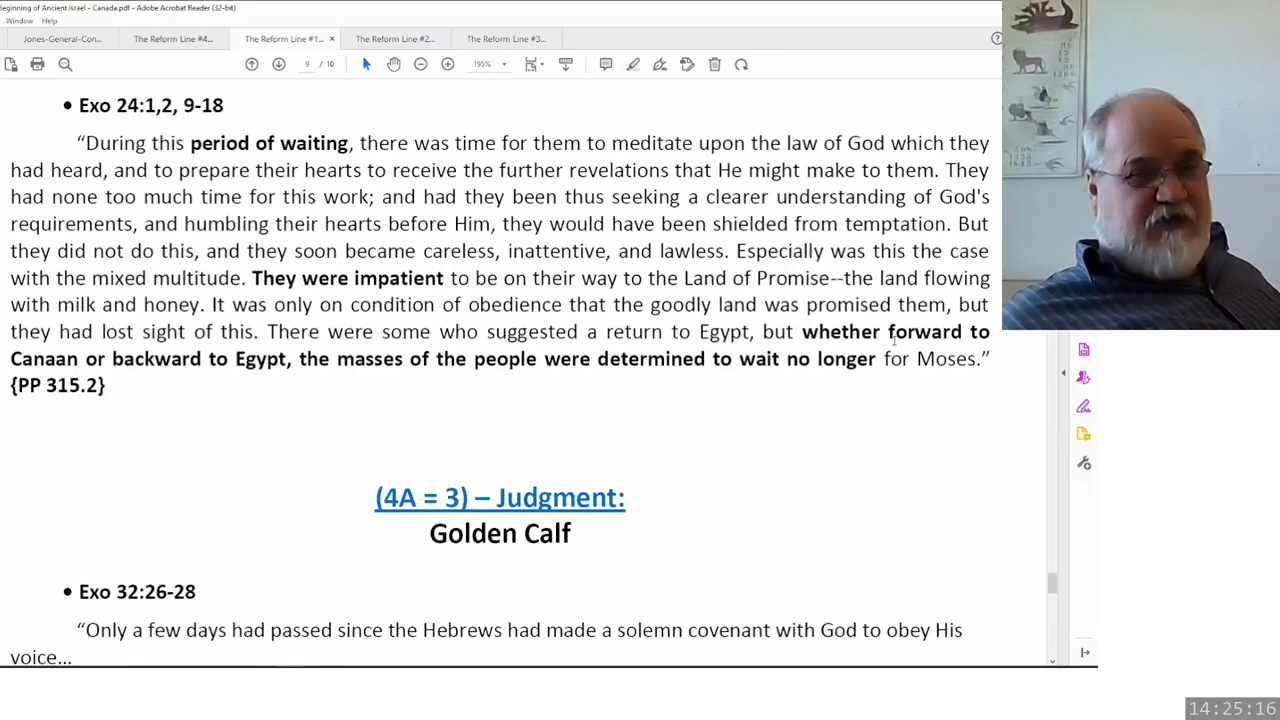 Beginning of Ancient Israel - Canada.pdf - Adobe Acrobat Reader (32-bit)
Window Help
Jones-General-Con... The Reform Line #4... The Reform Line #1... × The Reform Line #2... The Reform Line #3...
9 / 10 195%
• Exo 24:1,2, 9-18
“During this period of waiting, there was time for them to meditate upon the law of God which they
had heard, and to prepare their hearts to receive the further revelations that He might make to them. They
had none too much time for this work; and had they been thus seeking a clearer understanding of God's
requirements, and humbling their hearts before Him, they would have been shielded from temptation. But
they did not do this, and they soon became careless, inattentive, and lawless. Especially was this the case
with the mixed multitude. They were impatient to be on their way to the Land of Promise--the land flowing
with milk and honey. It was only on condition of obedience that the goodly land was promised them, but
they had lost sight of this. There were some who suggested a return to Egypt, but whether forward to
Canaan or backward to Egypt, the masses of the people were determined to wait no longer for Moses.”
{PP 315.2}
(4A = 3) – Judgment:
Golden Calf
• Exo 32:26-28
“Only a few days had passed since the Hebrews had made a solemn covenant with God to obey His
voice...
14:25:16